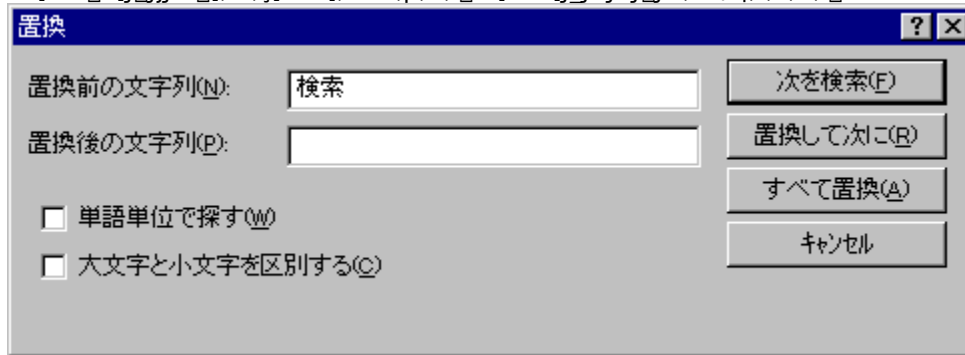 置換
置換前の文字列(N): 検索 次を検索(F)
置換後の文字列(P): 置換して次に(R)
すべて置換(A)
単語単位で探す(W)
キャンセル
大文字と小文字を区別する(C)